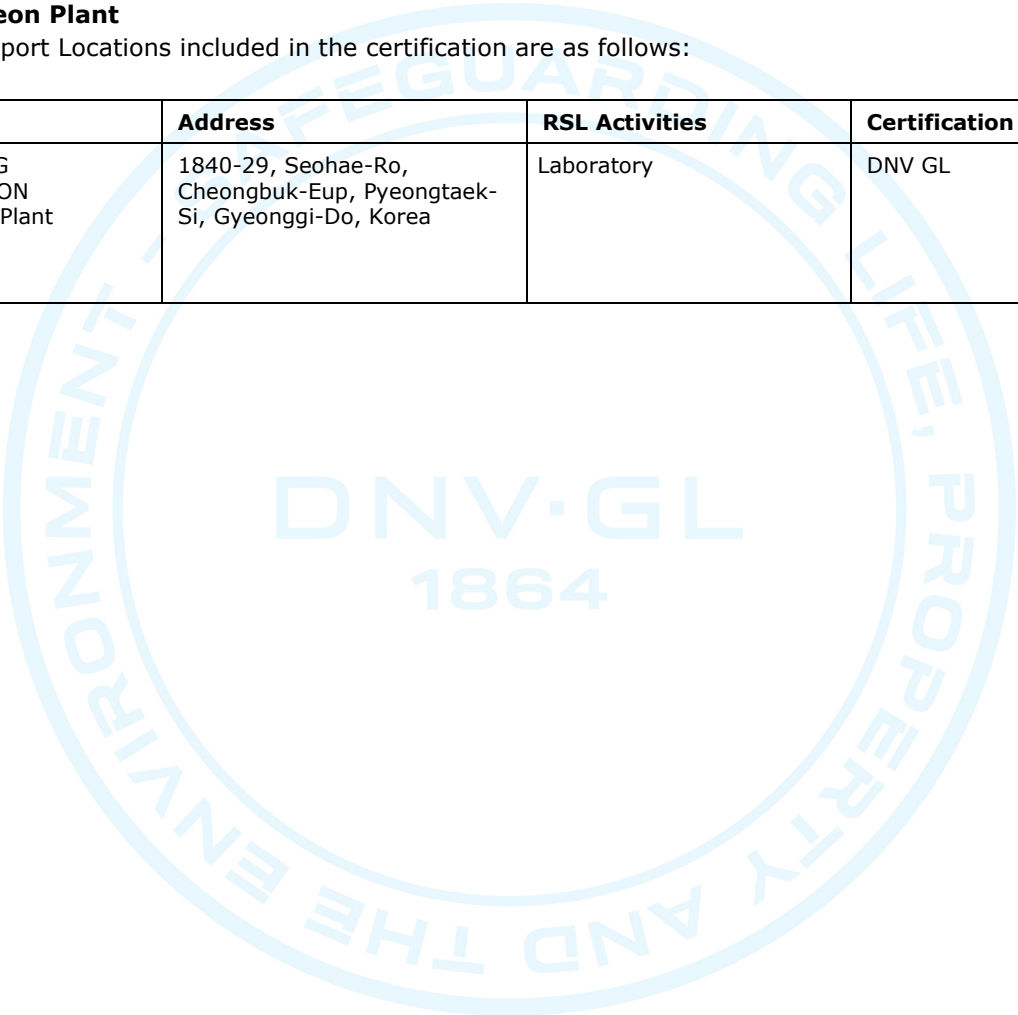 eon Plant
port Locations included in the certification are as follows:
Address RSL Activities Certification
G 1840-29, Seohae-Ro, Laboratory DNV GL
ON Cheongbuk-Eup, Pyeongtaek-
Plant Si, Gyeonggi-Do, Korea
SAFEGUARDING LIFE, PROPERTY AND THE ENVIRONMENT
DNV·GL
1864